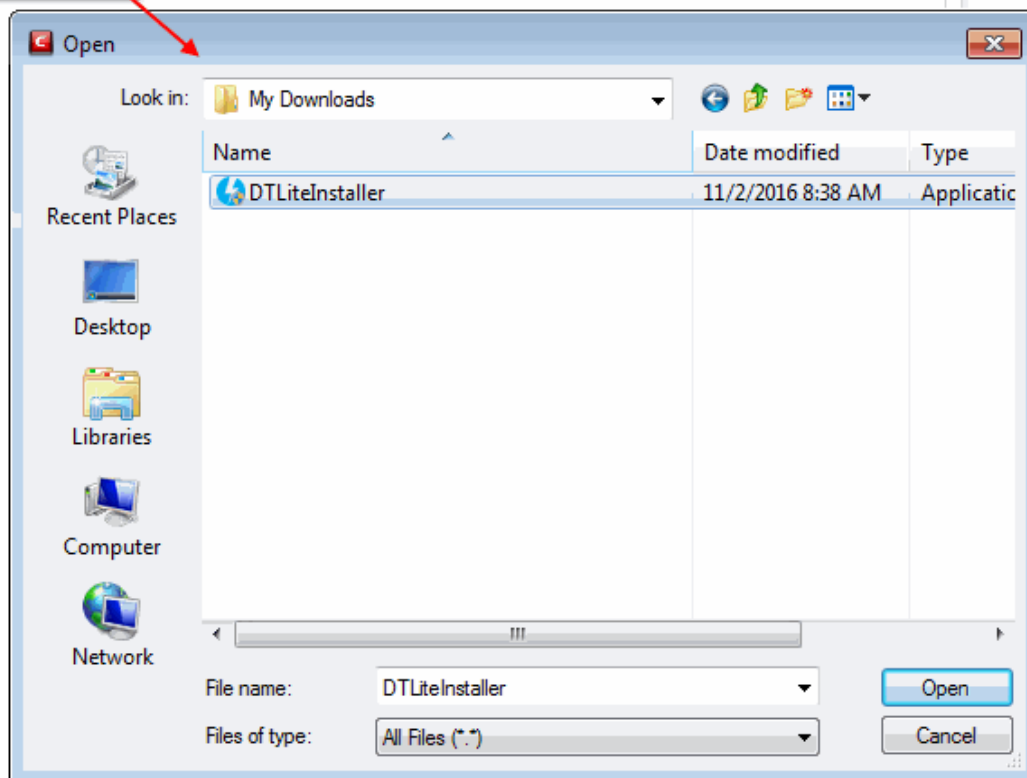 Open
Look in: My Downloads
Name Date modified Type
DTLiteInstaller 11/2/2016 8:38 AM Applicatic
Recent Places
Desktop
Libraries
Computer
Network
File name: DTLiteInstaller Open
Files of type: All Files (*.*) Cancel